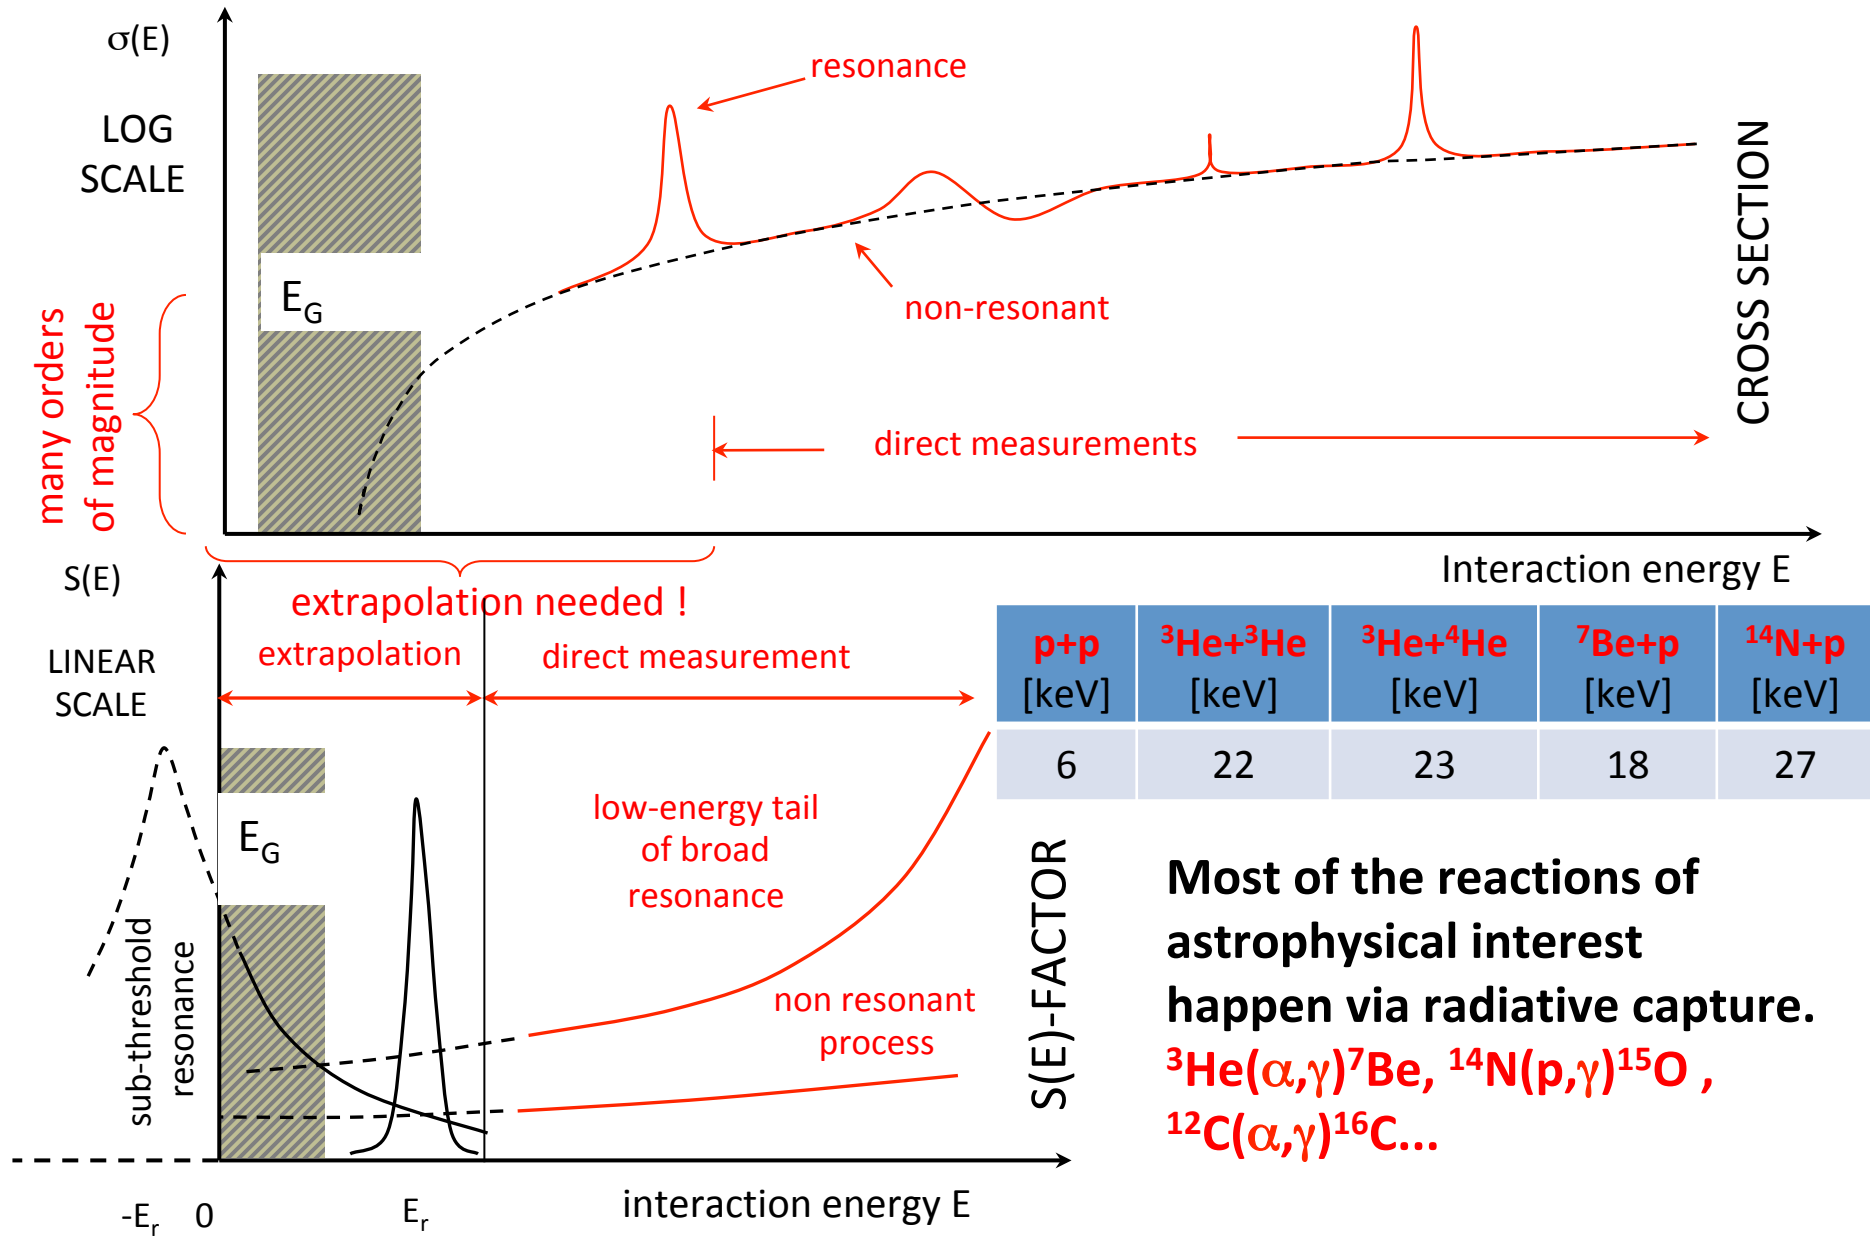 σ(E)
LOG
SCALE
resonance
E_G
non-resonant
many orders
of magnitude
direct measurements
CROSS SECTION
Interaction energy E
S(E)
LINEAR
SCALE
extrapolation needed !
extrapolation
direct measurement
p+p ³He+³He ³He+⁴He ⁷Be+p ¹⁴N+p
[keV] [keV] [keV] [keV] [keV]
6 22 23 18 27
E_G
low-energy tail
of broad
resonance
sub-threshold
resonance
non resonant
process
S(E)-FACTOR
-E_r 0 E_r interaction energy E
Most of the reactions of
astrophysical interest
happen via radiative capture.
³He(α,γ)⁷Be, ¹⁴N(p,γ)¹⁵O ,
¹²C(α,γ)¹⁶C...